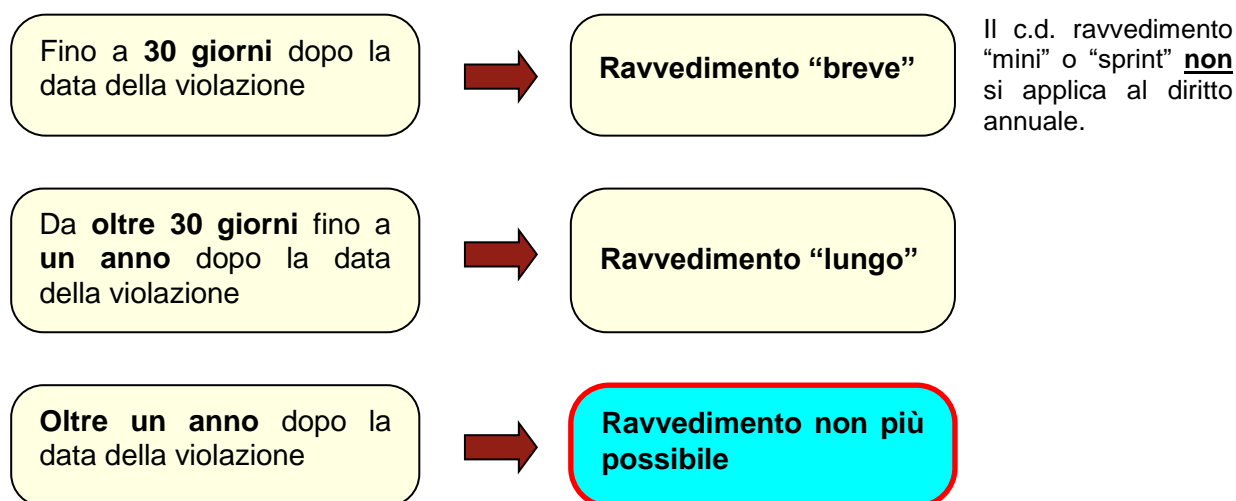 Fino a 30 giorni dopo la
data della violazione
Ravvedimento “breve”
Il c.d. ravvedimento
“mini” o “sprint” non
si applica al diritto
annuale.
Da oltre 30 giorni fino a
un anno dopo la data
della violazione
Ravvedimento “lungo”
Oltre un anno dopo la
data della violazione
Ravvedimento non più
possibile